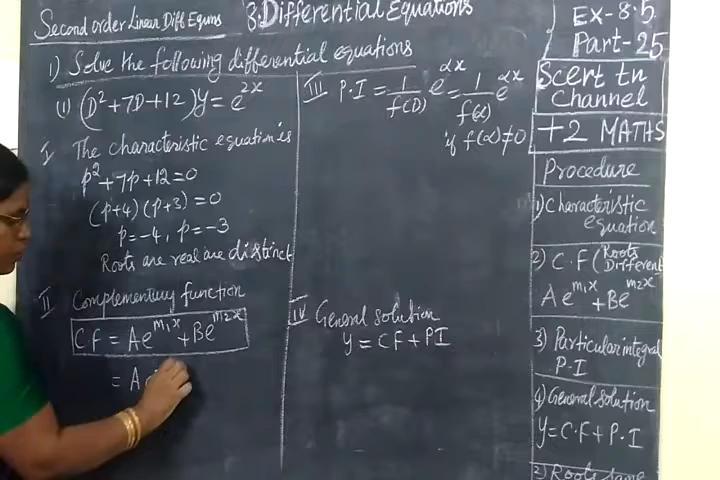 Second order Linear Diff Equns
8. Differential Equations
1) Solve the following differential equations
(1) (D²+7D+12)y = e^2x
I, The characteristic equation is
p²+7p+12=0
(p+4)(p+3)=0
p=-4, p=-3
Roots are real are distinct
II Complementary function
CF = Ae^m₁x + Be^m₂x
= A
III P.I = 1/f(D) e^αx = 1/f(α) e^αx
if f(α)≠0
IV General solution
y = CF + PI
EX-8.5
Part-25
Scert tn
Channel
+2 MATHS
Procedure
1) Characteristic
equation
2) C.F (Roots
Different
Ae^m₁x + Be^m₂x
3) Particular integral
P.I
4) General solution
y=C.F+P.I
2) Roots same